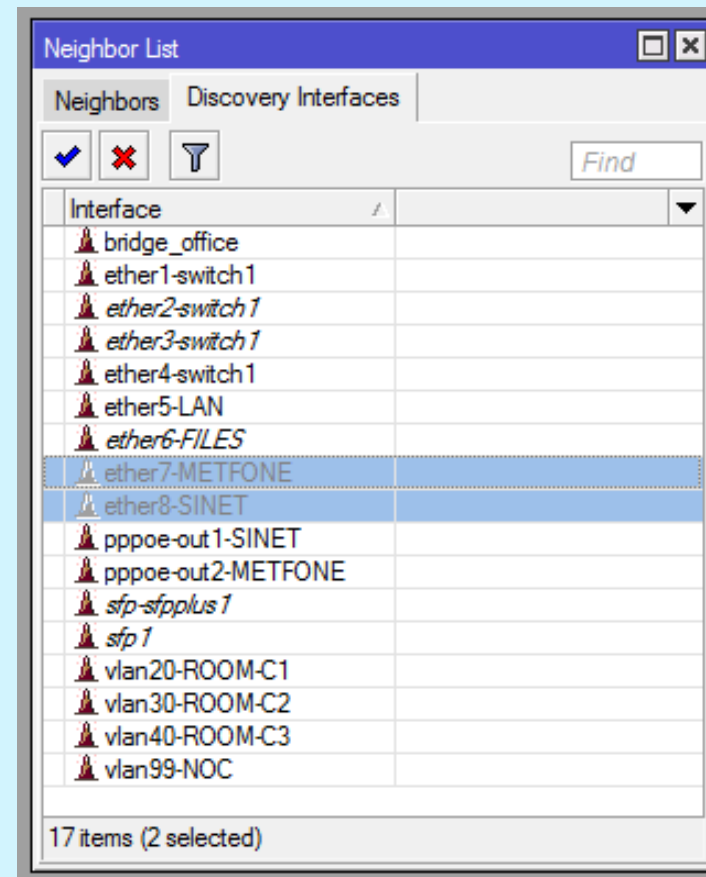 Neighbor List
Neighbors Discovery Interfaces
Find
Interface
bridge_office
ether1-switch1
ether2-switch1
ether3-switch1
ether4-switch1
ether5-LAN
ether6-FILES
ether7-METFONE
ether8-SINET
pppoe-out1-SINET
pppoe-out2-METFONE
sfp-sfpplus1
sfp1
vlan20-ROOM-C1
vlan30-ROOM-C2
vlan40-ROOM-C3
vlan99-NOC
17 items (2 selected)